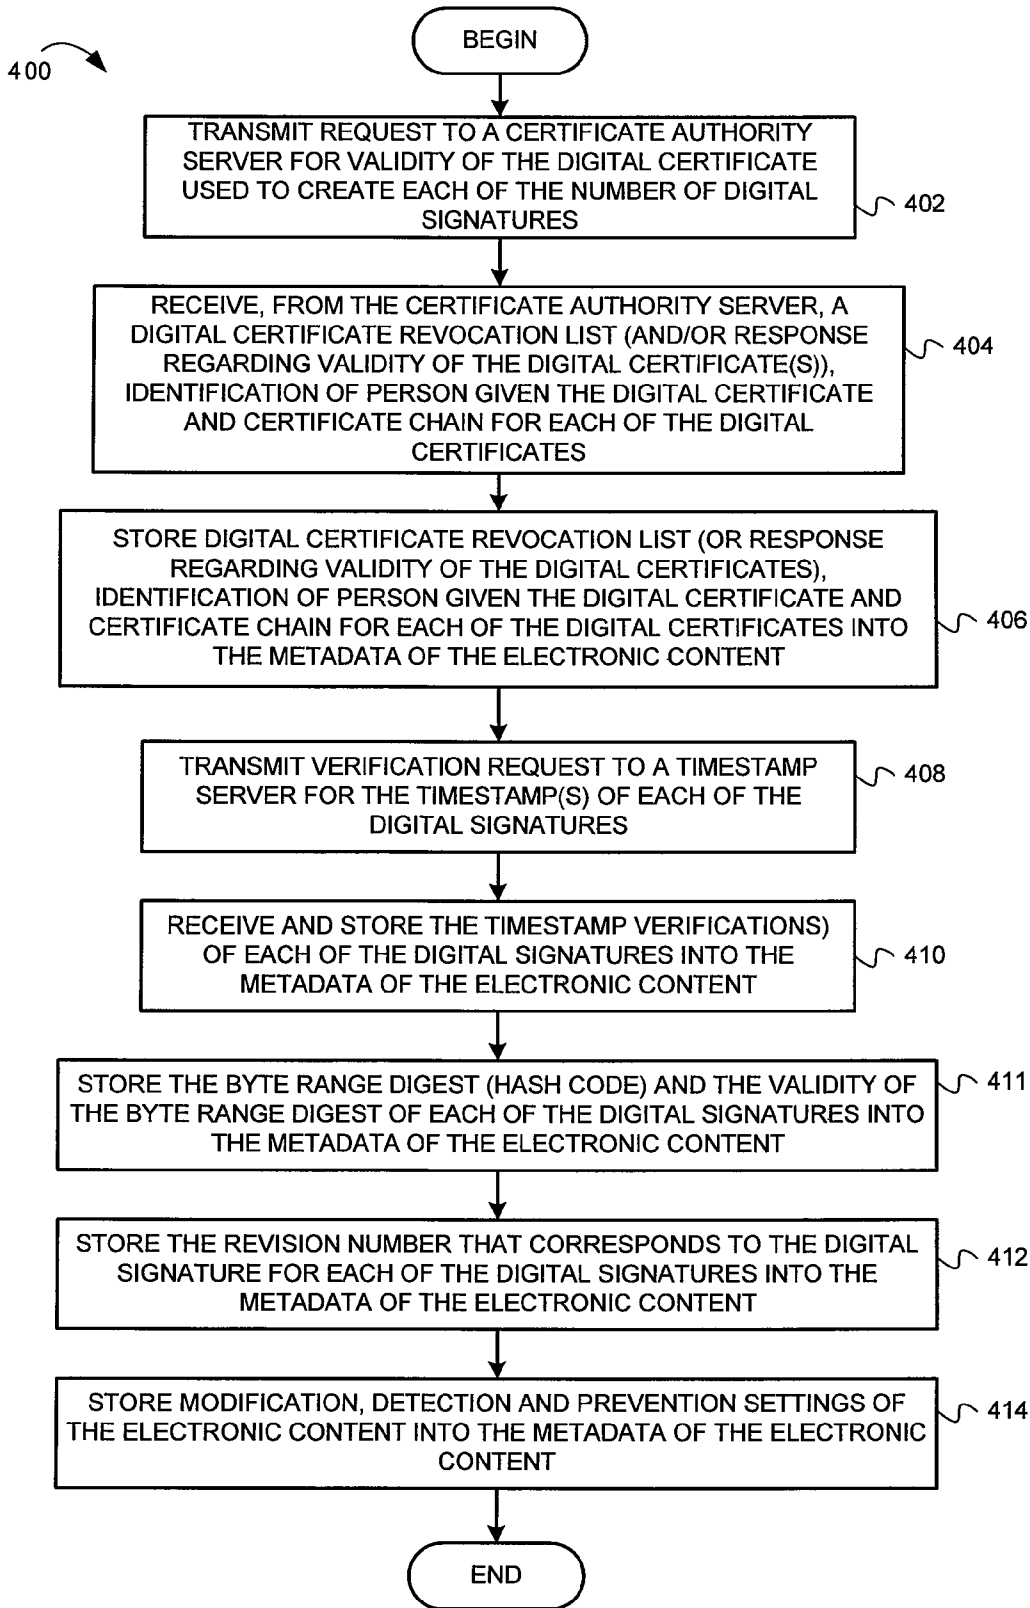 400
BEGIN
TRANSMIT REQUEST TO A CERTIFICATE AUTHORITY
SERVER FOR VALIDITY OF THE DIGITAL CERTIFICATE
USED TO CREATE EACH OF THE NUMBER OF DIGITAL
SIGNATURES
402
RECEIVE, FROM THE CERTIFICATE AUTHORITY SERVER, A
DIGITAL CERTIFICATE REVOCATION LIST (AND/OR RESPONSE
REGARDING VALIDITY OF THE DIGITAL CERTIFICATE(S)),
IDENTIFICATION OF PERSON GIVEN THE DIGITAL CERTIFICATE
AND CERTIFICATE CHAIN FOR EACH OF THE DIGITAL
CERTIFICATES
404
STORE DIGITAL CERTIFICATE REVOCATION LIST (OR RESPONSE
REGARDING VALIDITY OF THE DIGITAL CERTIFICATES),
IDENTIFICATION OF PERSON GIVEN THE DIGITAL CERTIFICATE AND
CERTIFICATE CHAIN FOR EACH OF THE DIGITAL CERTIFICATES INTO
THE METADATA OF THE ELECTRONIC CONTENT
406
TRANSMIT VERIFICATION REQUEST TO A TIMESTAMP
SERVER FOR THE TIMESTAMP(S) OF EACH OF THE
DIGITAL SIGNATURES
408
RECEIVE AND STORE THE TIMESTAMP VERIFICATIONS)
OF EACH OF THE DIGITAL SIGNATURES INTO THE
METADATA OF THE ELECTRONIC CONTENT
410
STORE THE BYTE RANGE DIGEST (HASH CODE) AND THE VALIDITY OF
THE BYTE RANGE DIGEST OF EACH OF THE DIGITAL SIGNATURES INTO
THE METADATA OF THE ELECTRONIC CONTENT
411
STORE THE REVISION NUMBER THAT CORRESPONDS TO THE DIGITAL
SIGNATURE FOR EACH OF THE DIGITAL SIGNATURES INTO THE
METADATA OF THE ELECTRONIC CONTENT
412
STORE MODIFICATION, DETECTION AND PREVENTION SETTINGS OF
THE ELECTRONIC CONTENT INTO THE METADATA OF THE ELECTRONIC
CONTENT
414
END